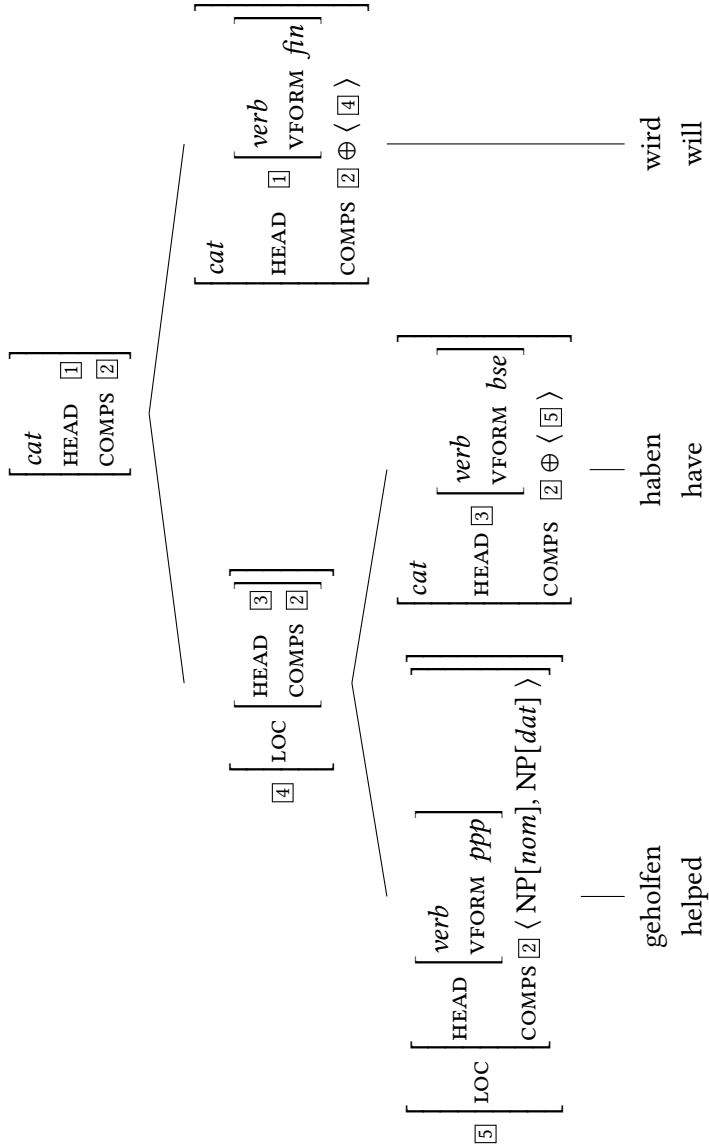 cat
HEAD 1
COMPS 2
4 LOC
HEAD 3
COMPS 2
cat
HEAD 1
verb
VFORM fin
COMPS 2 ⊕ ⟨ 4 ⟩
5 LOC
HEAD
verb
VFORM ppp
COMPS 2 ⟨ NP[nom], NP[dat] ⟩
cat
HEAD 3
verb
VFORM bse
COMPS 2 ⊕ ⟨ 5 ⟩
geholfen haben wird
helped have will